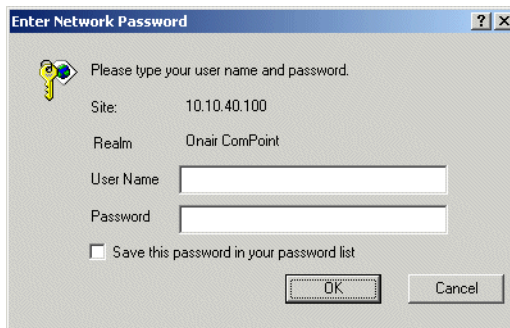 Enter Network Password ? X
Please type your user name and password.
Site: 10.10.40.100
Realm Onair ComPoint
User Name
Password
Save this password in your password list
OK Cancel